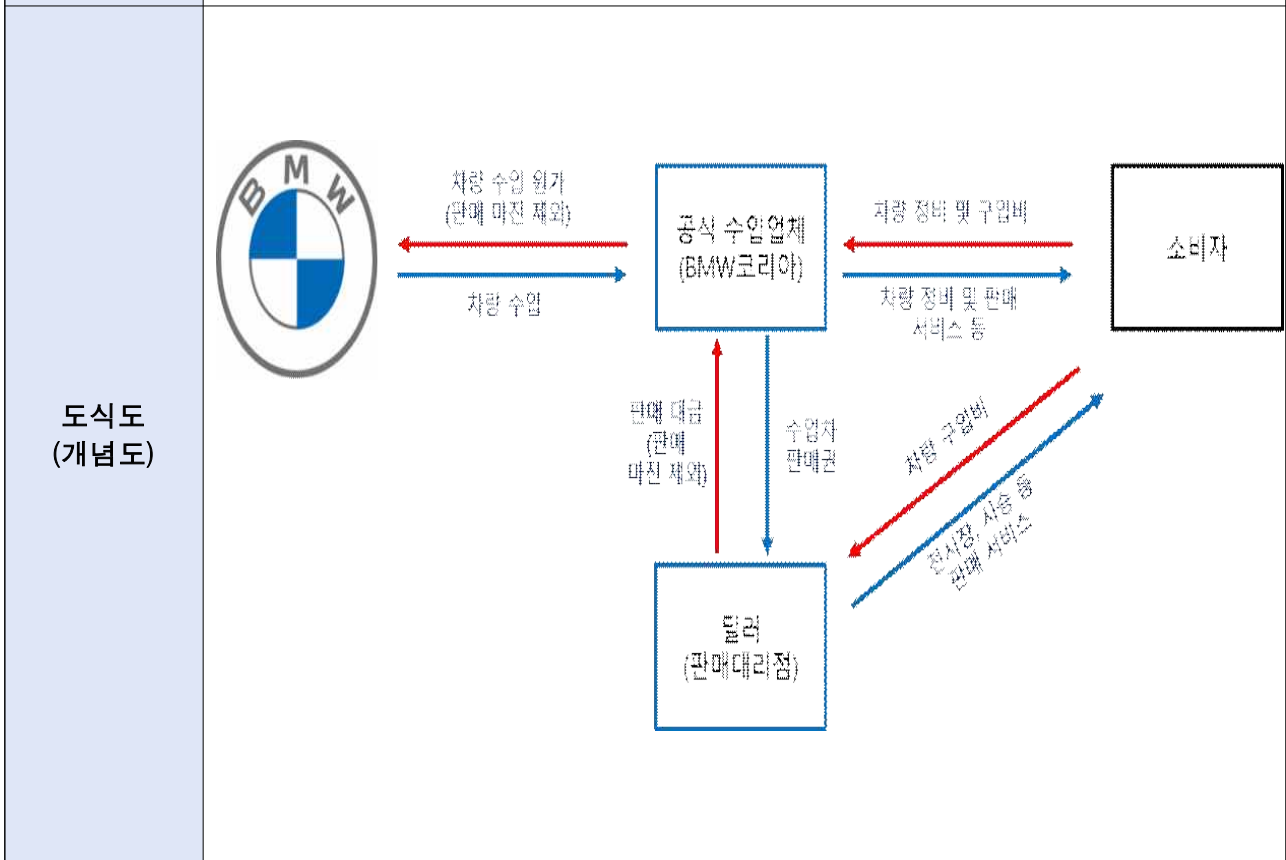 도식도
(개념도)
BMW
차량 수입 원가
(판매 마진 제외)
차량 수입
공식 수입업체
(BMW코리아)
차량 정비 및 구입비
차량 정비 및 판매
서비스 등
소비자
판매 대금
(판매
마진 제외)
수입차
판매권
차량 구입비
전시장, 시승 등
판매 서비스
딜러
(판매대리점)